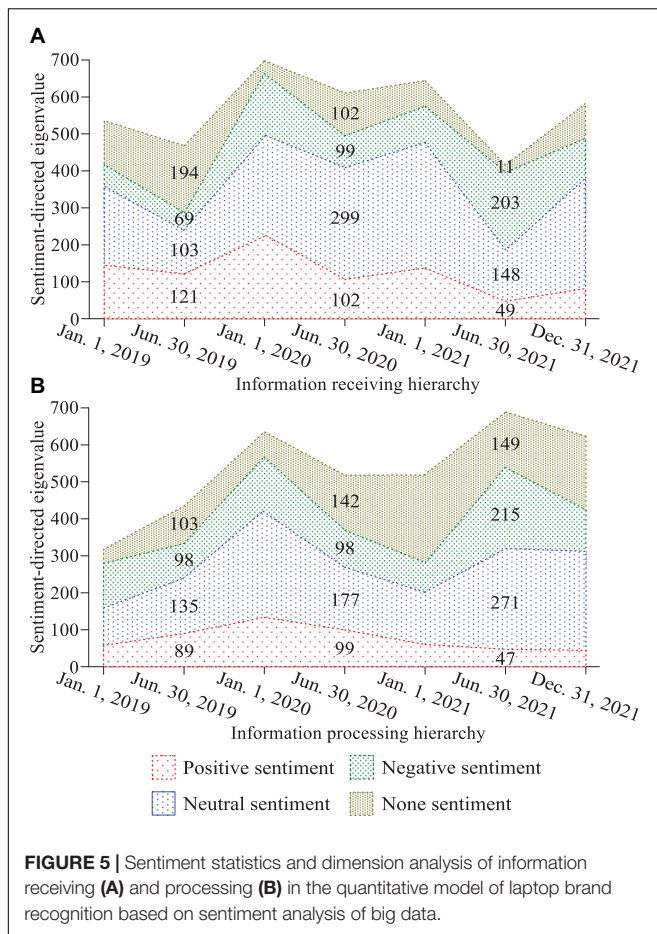 A
700
600
500
400
300
200
100
0
Sentiment-directed eigenvalue
194
69
103
121
102
99
299
102
11
203
148
49
Jan. 1, 2019
Jun. 30, 2019
Jan. 1, 2020
Jun. 30, 2020
Jan. 1, 2021
Jun. 30, 2021
Dec. 31, 2021
Information receiving hierarchy
B
700
600
500
400
300
200
100
0
Sentiment-directed eigenvalue
103
98
135
89
142
98
177
99
149
215
271
47
Jan. 1, 2019
Jun. 30, 2019
Jan. 1, 2020
Jun. 30, 2020
Jan. 1, 2021
Jun. 30, 2021
Dec. 31, 2021
Information processing hierarchy
Positive sentiment
Negative sentiment
Neutral sentiment
None sentiment
FIGURE 5 | Sentiment statistics and dimension analysis of information
receiving (A) and processing (B) in the quantitative model of laptop brand
recognition based on sentiment analysis of big data.